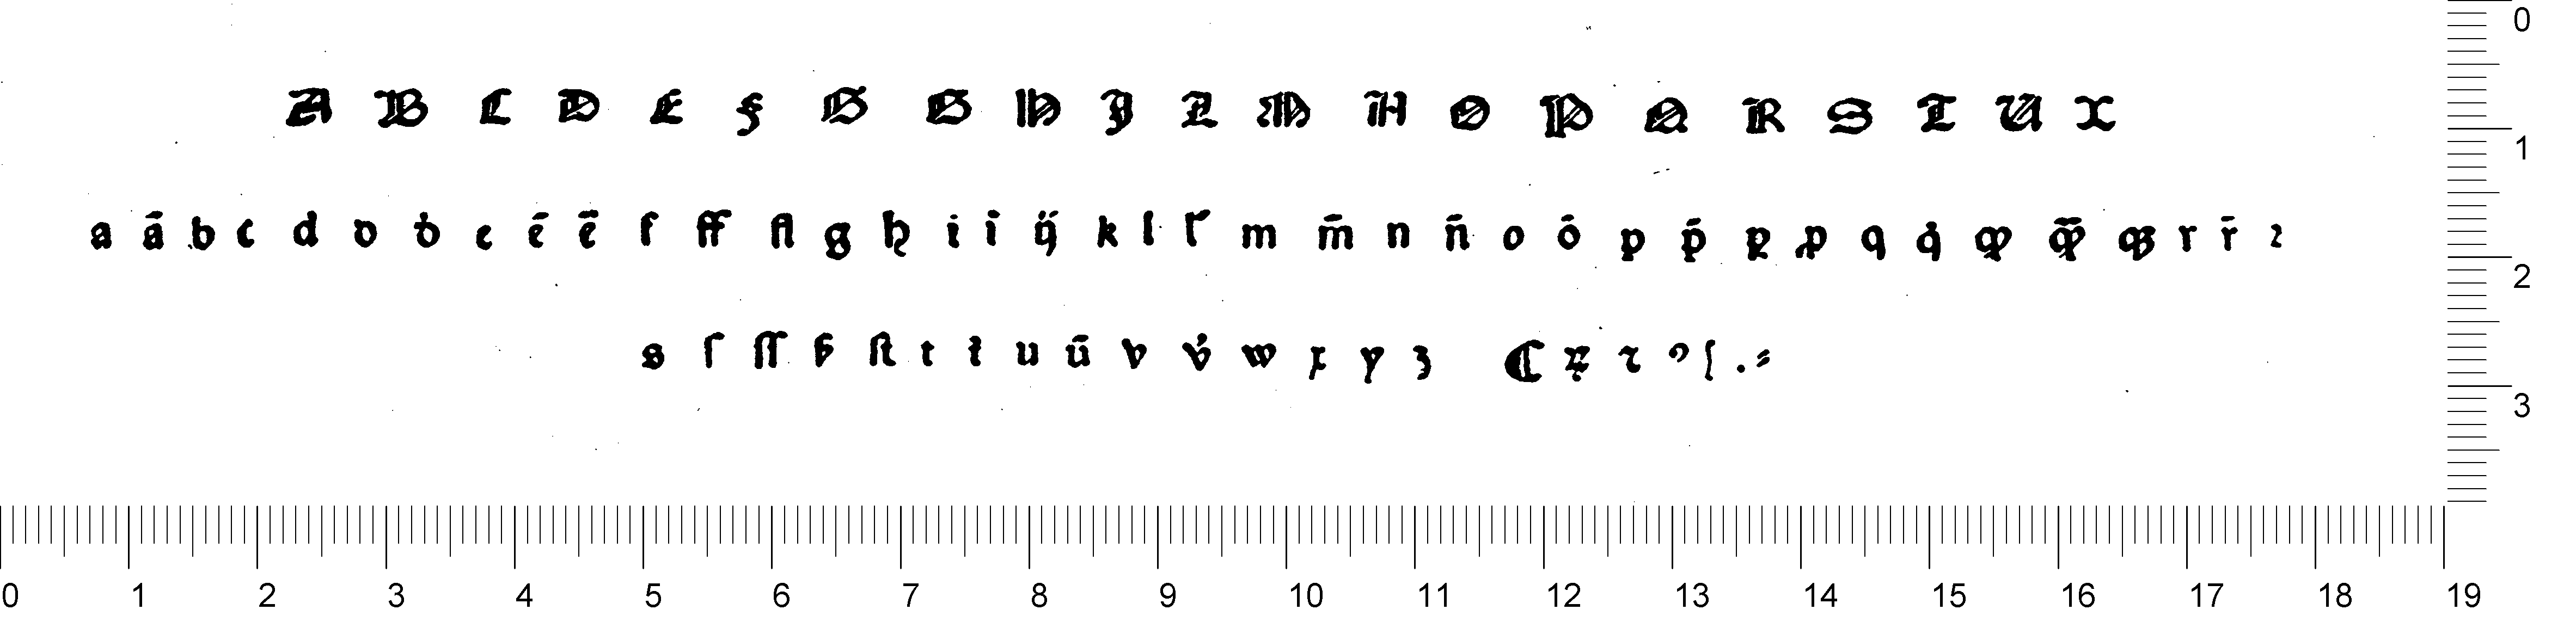 A B C D E F G G H J L M N O P Q R S T U X
a ā b c d d d̄ e ē ē f ff fl g h i ī ij k l l̄ m m̄ n n̄ o ō p p̄ ꝑ ꝓ q q̄ ꝙ ꝙ̄ r r̄ ꝛ
s ſ ſſ ẜ ſt t ł u ū v v̄ w x y z ₵ ꝝ ꝛ ꝰ ſ . ⸗
0
1
2
3
0 1 2 3 4 5 6 7 8 9 10 11 12 13 14 15 16 17 18 19